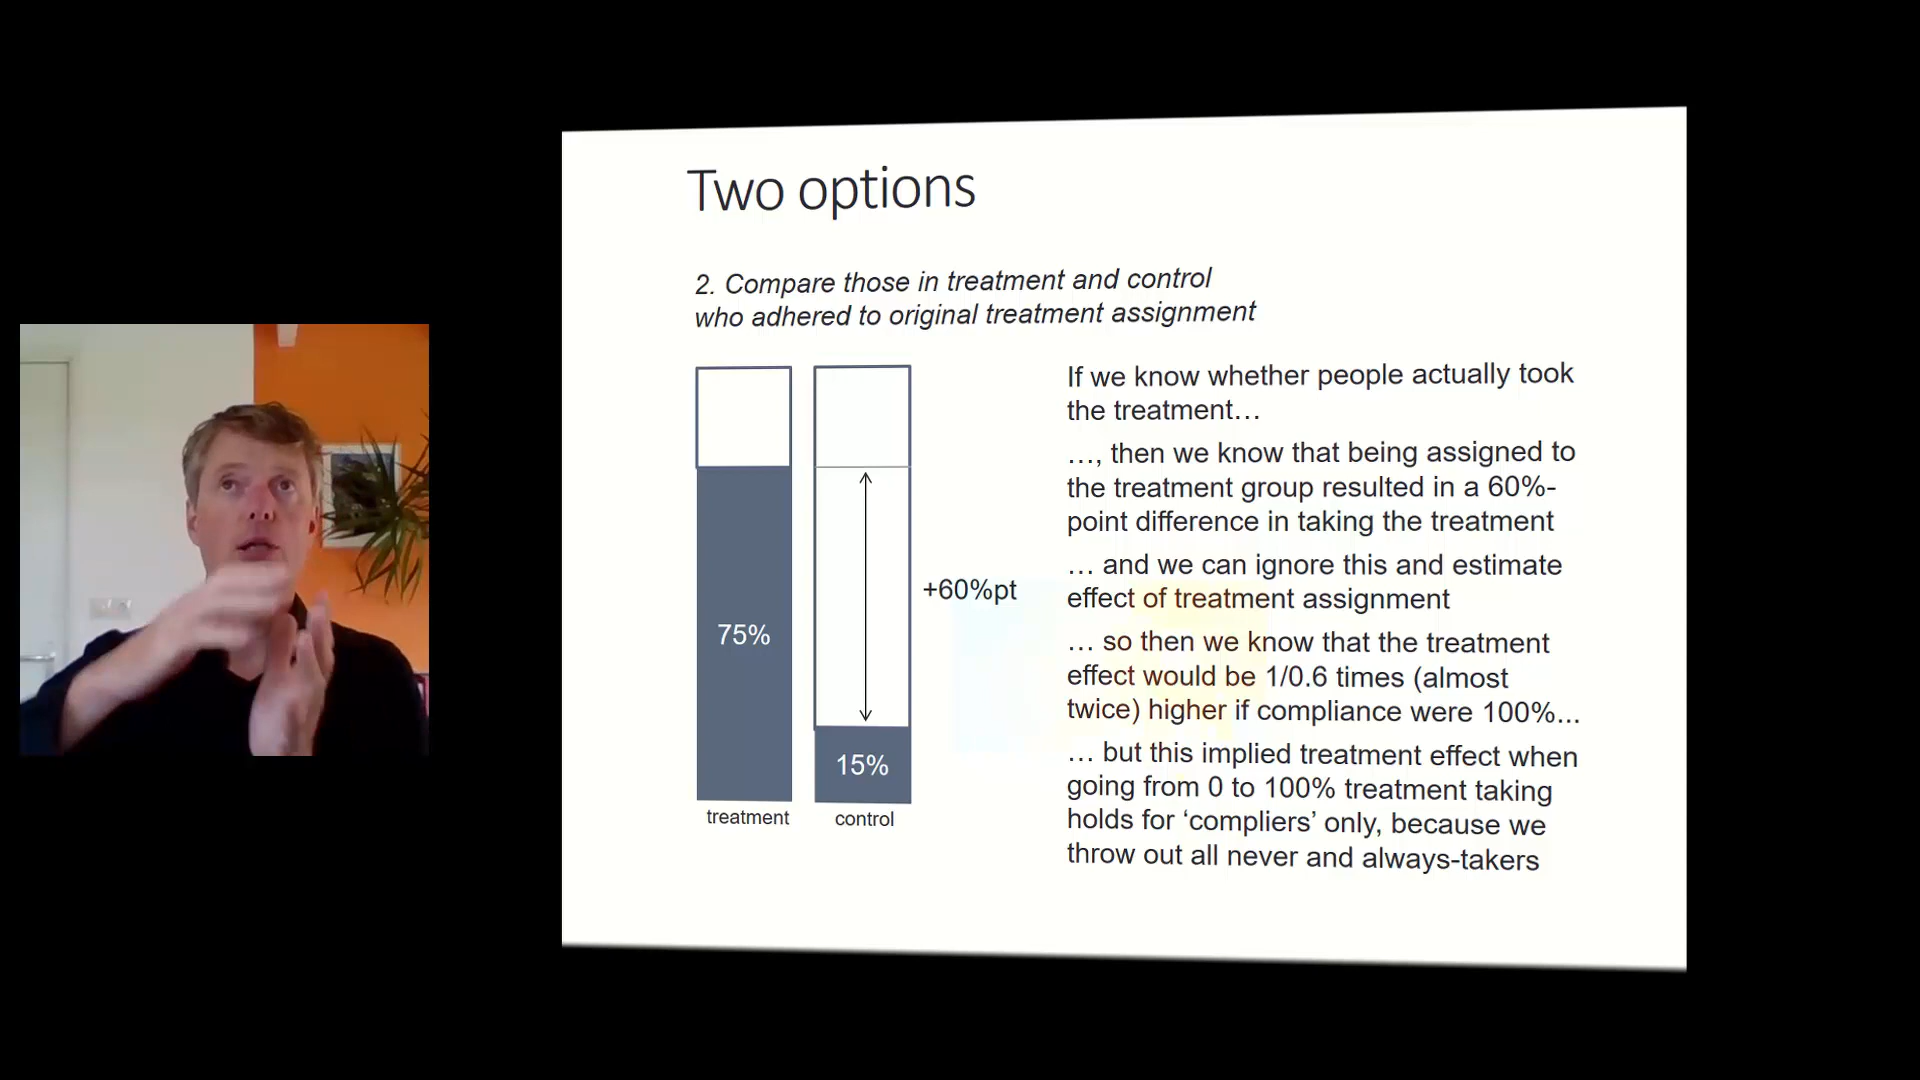 Two options
2. Compare those in treatment and control
who adhered to original treatment assignment
75%
15%
+60%pt
treatment
control
If we know whether people actually took
the treatment…
…, then we know that being assigned to
the treatment group resulted in a 60%-
point difference in taking the treatment
… and we can ignore this and estimate
effect of treatment assignment
… so then we know that the treatment
effect would be 1/0.6 times (almost
twice) higher if compliance were 100%...
… but this implied treatment effect when
going from 0 to 100% treatment taking
holds for ‘compliers’ only, because we
throw out all never and always-takers